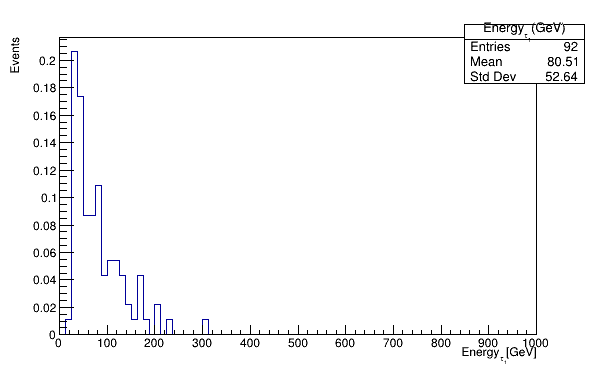 Energy_τ1(GeV)
Entries 92
Mean 80.51
Std Dev 52.64
Events
0.2
0.18
0.16
0.14
0.12
0.1
0.08
0.06
0.04
0.02
0
0 100 200 300 400 500 600 700 800 900 1000
Energy_τ1[GeV]